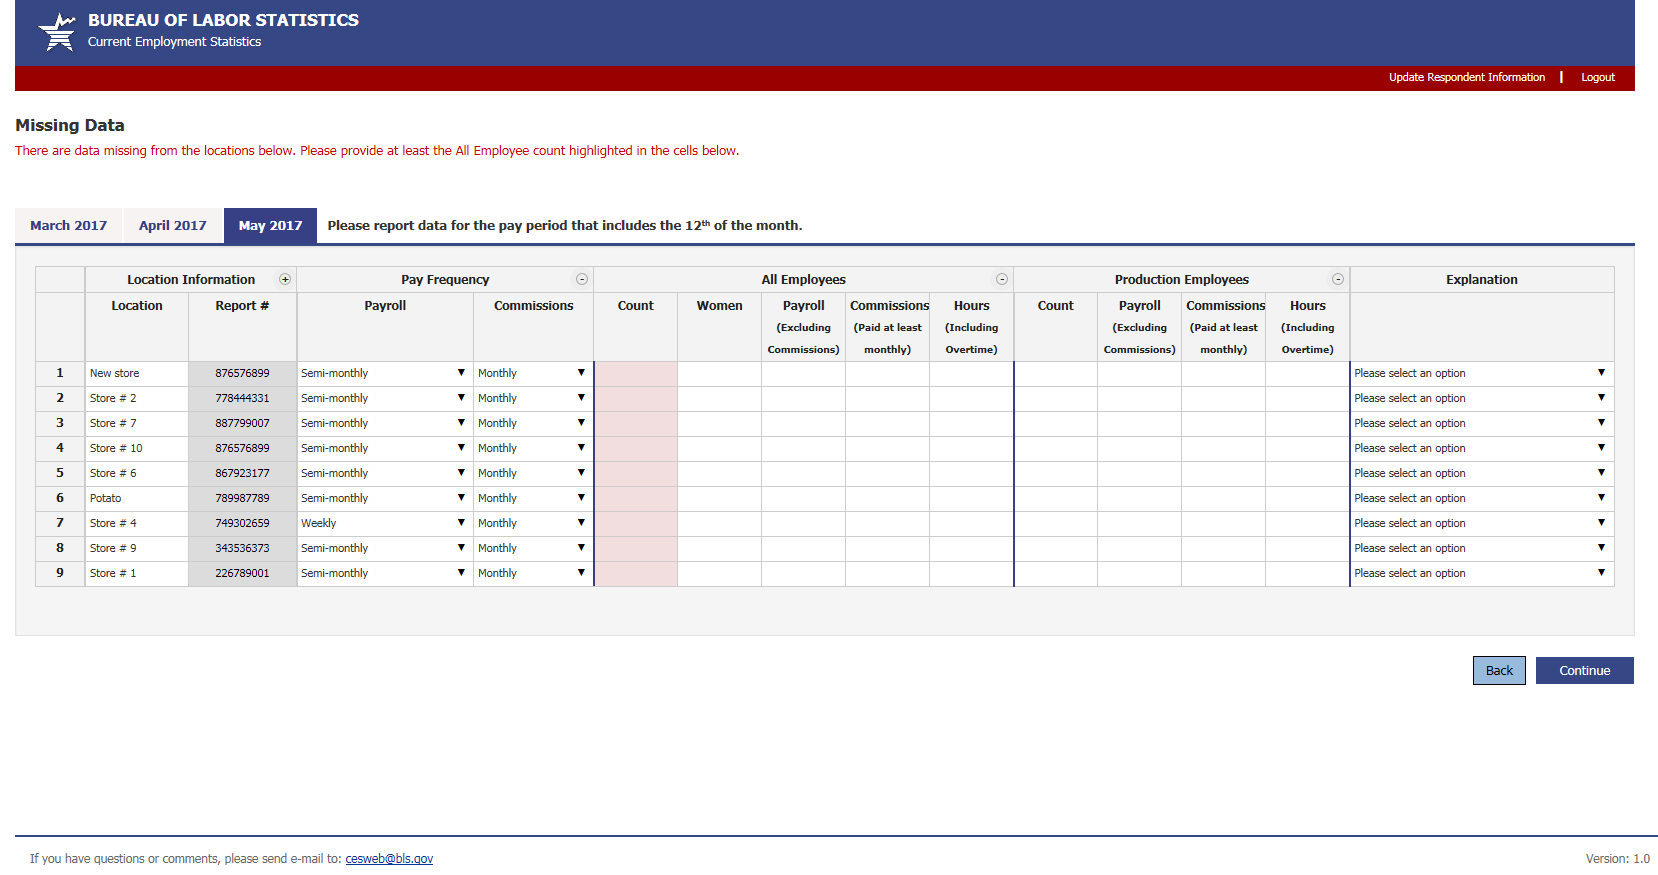 BUREAU OF LABOR STATISTICS
Current Employment Statistics
Update Respondent Information | Logout
Missing Data
There are data missing from the locations below. Please provide at least the All Employee count highlighted in the cells below.
March 2017 April 2017 May 2017 Please report data for the pay period that includes the 12th of the month.
Location Information + Pay Frequency - All Employees - Production Employees - Explanation
Location Report # Payroll Commissions Count Women Payroll Commissions Hours Count Payroll Commissions Hours
(Excluding (Paid at least (Including (Excluding (Paid at least (Including
Commissions) monthly) Overtime) Commissions) monthly) Overtime)
1 New store 876576899 Semi-monthly ▼ Monthly ▼ Please select an option ▼
2 Store # 2 778444331 Semi-monthly ▼ Monthly ▼ Please select an option ▼
3 Store # 7 887799007 Semi-monthly ▼ Monthly ▼ Please select an option ▼
4 Store # 10 876576899 Semi-monthly ▼ Monthly ▼ Please select an option ▼
5 Store # 6 867923177 Semi-monthly ▼ Monthly ▼ Please select an option ▼
6 Potato 789987789 Semi-monthly ▼ Monthly ▼ Please select an option ▼
7 Store # 4 749302659 Weekly ▼ Monthly ▼ Please select an option ▼
8 Store # 9 343536373 Semi-monthly ▼ Monthly ▼ Please select an option ▼
9 Store # 1 226789001 Semi-monthly ▼ Monthly ▼ Please select an option ▼
Back Continue
If you have questions or comments, please send e-mail to: cesweb@bls.gov Version: 1.0